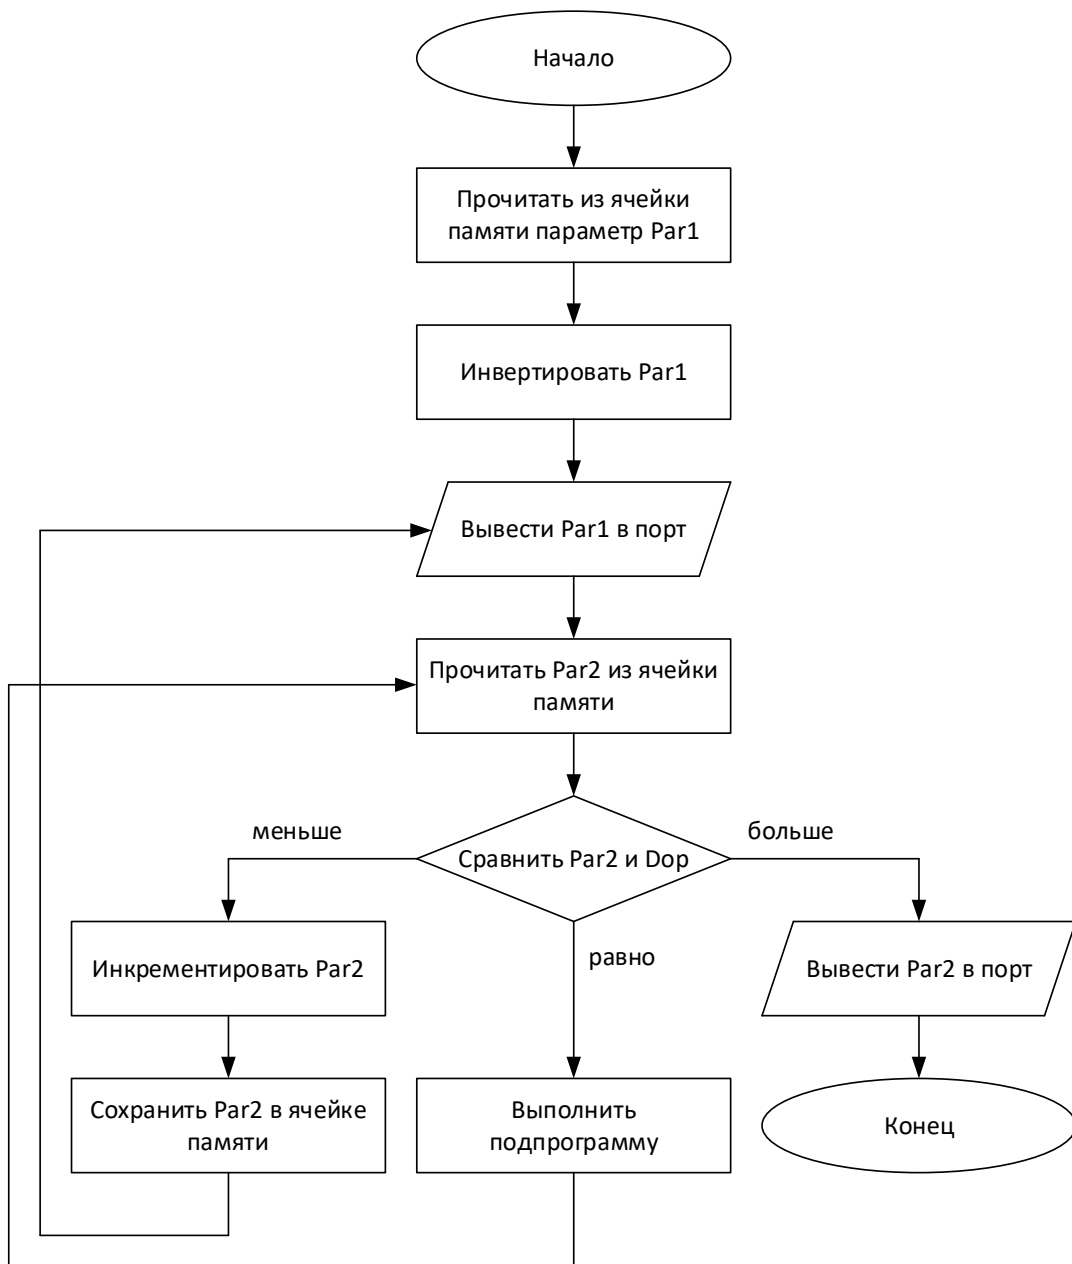 Начало
Прочитать из ячейки
памяти параметр Par1
Инвертировать Par1
Вывести Par1 в порт
Прочитать Par2 из ячейки
памяти
меньше
больше
Сравнить Par2 и Dop
Инкрементировать Par2
равно
Вывести Par2 в порт
Сохранить Par2 в ячейке
памяти
Выполнить
подпрограмму
Конец